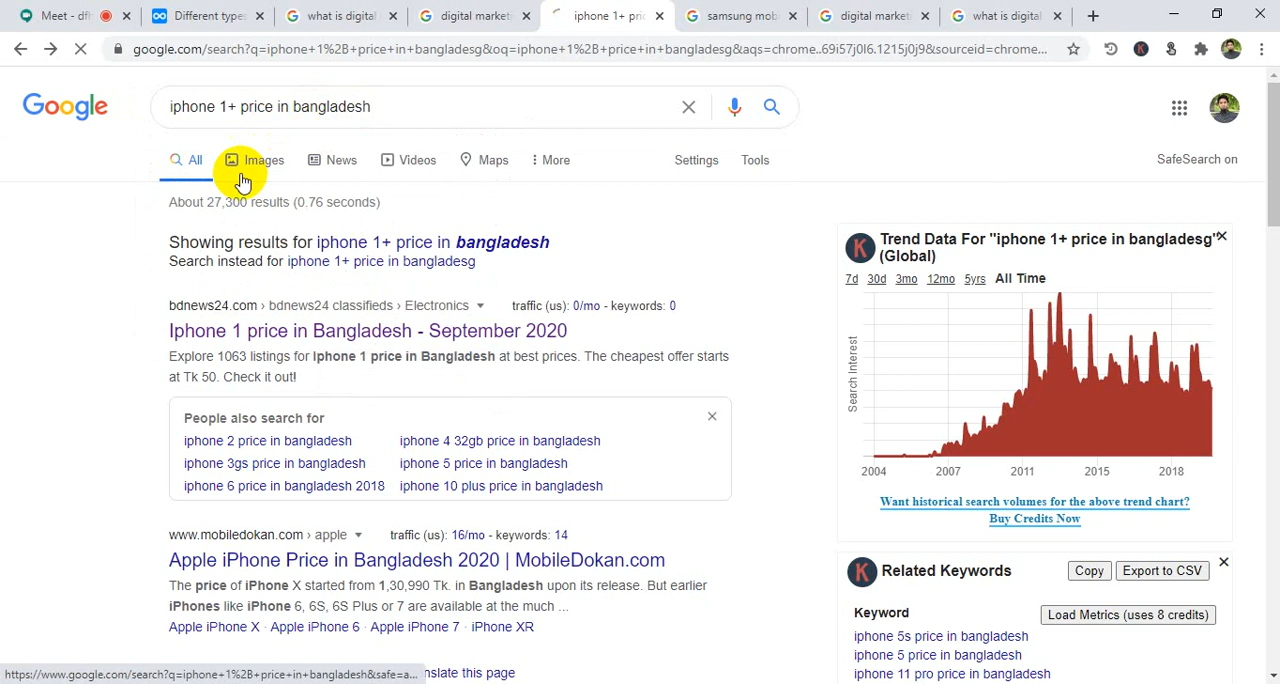 Meet - dfh
Different types
what is digital
digital market
iphone 1+ pri
samsung mob
digital market
what is digital
google.com/search?q=iphone+1%2B+price+in+bangladesg&oq=iphone+1%2B+price+in+bangladesg&aqs=chrome..69i57j0l6.1215j0j9&sourceid=chrome...
Google
iphone 1+ price in bangladesh
All
Images
News
Videos
Maps
More
Settings
Tools
SafeSearch on
About 27,300 results (0.76 seconds)
Showing results for iphone 1+ price in bangladesh
Search instead for iphone 1+ price in bangladesg
bdnews24.com › bdnews24 classifieds › Electronics
traffic (us): 0/mo - keywords: 0
Iphone 1 price in Bangladesh - September 2020
Explore 1063 listings for Iphone 1 price in Bangladesh at best prices. The cheapest offer starts
at Tk 50. Check it out!
People also search for
iphone 2 price in bangladesh
iphone 4 32gb price in bangladesh
iphone 3gs price in bangladesh
iphone 5 price in bangladesh
iphone 6 price in bangladesh 2018
iphone 10 plus price in bangladesh
www.mobiledokan.com › apple
traffic (us): 16/mo - keywords: 14
Apple iPhone Price in Bangladesh 2020 | MobileDokan.com
The price of iPhone X started from 1,30,990 Tk. in Bangladesh upon its release. But earlier
iPhones like iPhone 6, 6S, 6S Plus or 7 are available at the much ...
Apple iPhone X · Apple iPhone 6 · Apple iPhone 7 · iPhone XR
nslate this page
https://www.google.com/search?q=iphone+1%2B+price+in+bangladesh&safe=a...
K
Trend Data For "iphone 1+ price in bangladesg"
(Global)
7d 30d 3mo 12mo 5yrs All Time
Search Interest
2004 2007 2011 2015 2018
Want historical search volumes for the above trend chart?
Buy Credits Now
K
Related Keywords
Copy
Export to CSV
Keyword
Load Metrics (uses 8 credits)
iphone 5s price in bangladesh
iphone 5 price in bangladesh
iphone 11 pro price in bangladesh